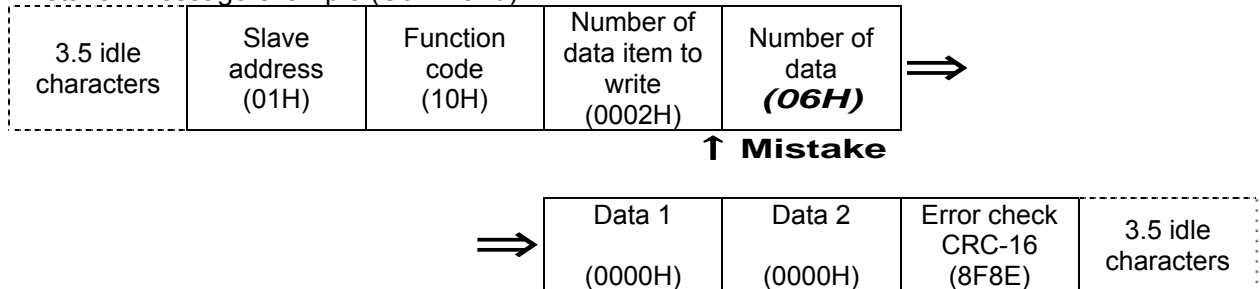 3.5 idle
characters
Slave
address
(01H)
Function
code
(10H)
Number of
data item to
write
(0002H)
Number of
data
(06H)
⇒
↑ Mistake
⇒
Data 1
(0000H)
Data 2
(0000H)
Error check
CRC-16
(8F8E)
3.5 idle
characters